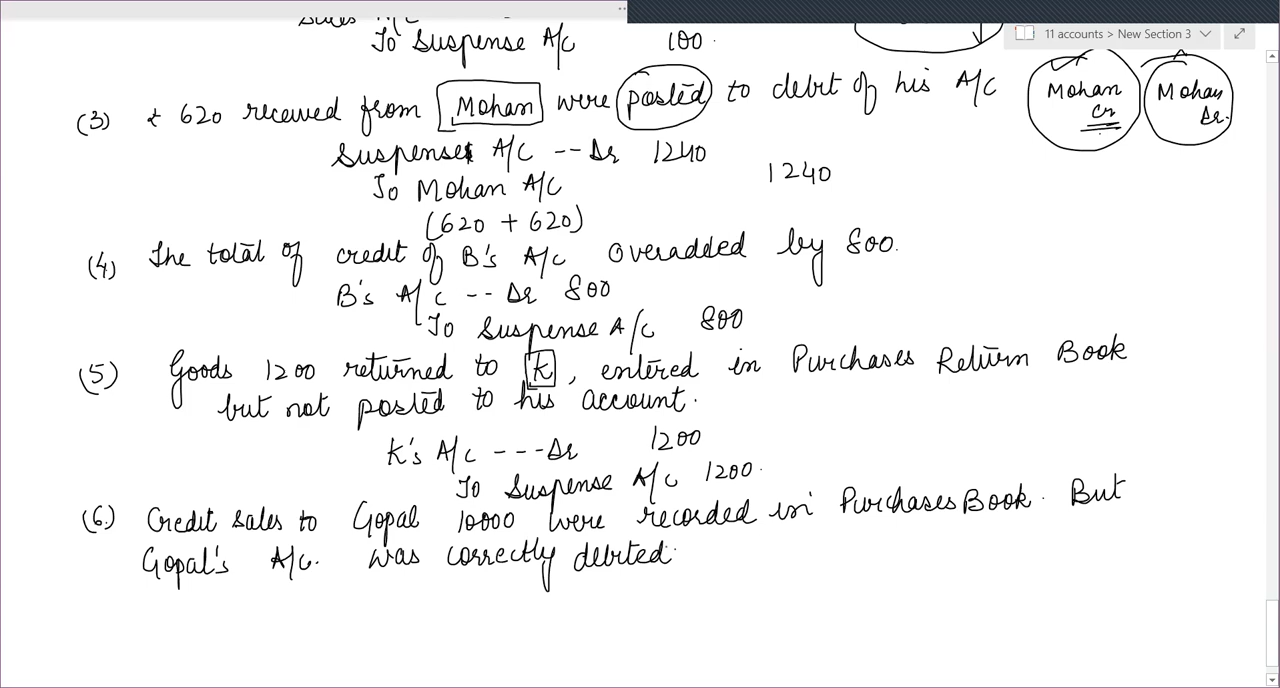 Sales A/C
To Suspense A/C 100.
11 accounts > New Section 3
(3) ₹ 620 received from Mohan were posted to debit of his A/C
Mohan Cr
Mohan Dr.
Suspense A/C -- Dr 1240
To Mohan A/C 1240
(620 + 620)
(4) The total of credit of B's A/C overadded by 800.
B's A/C -- Dr 800
To Suspense A/C 800
(5) Goods 1200 returned to K, entered in Purchases Return Book
but not posted to his account.
K's A/C --- Dr 1200
To Suspense A/C 1200.
(6.) Credit sales to Gopal 10000 were recorded in Purchases Book. But
Gopal's A/C. was correctly debited.